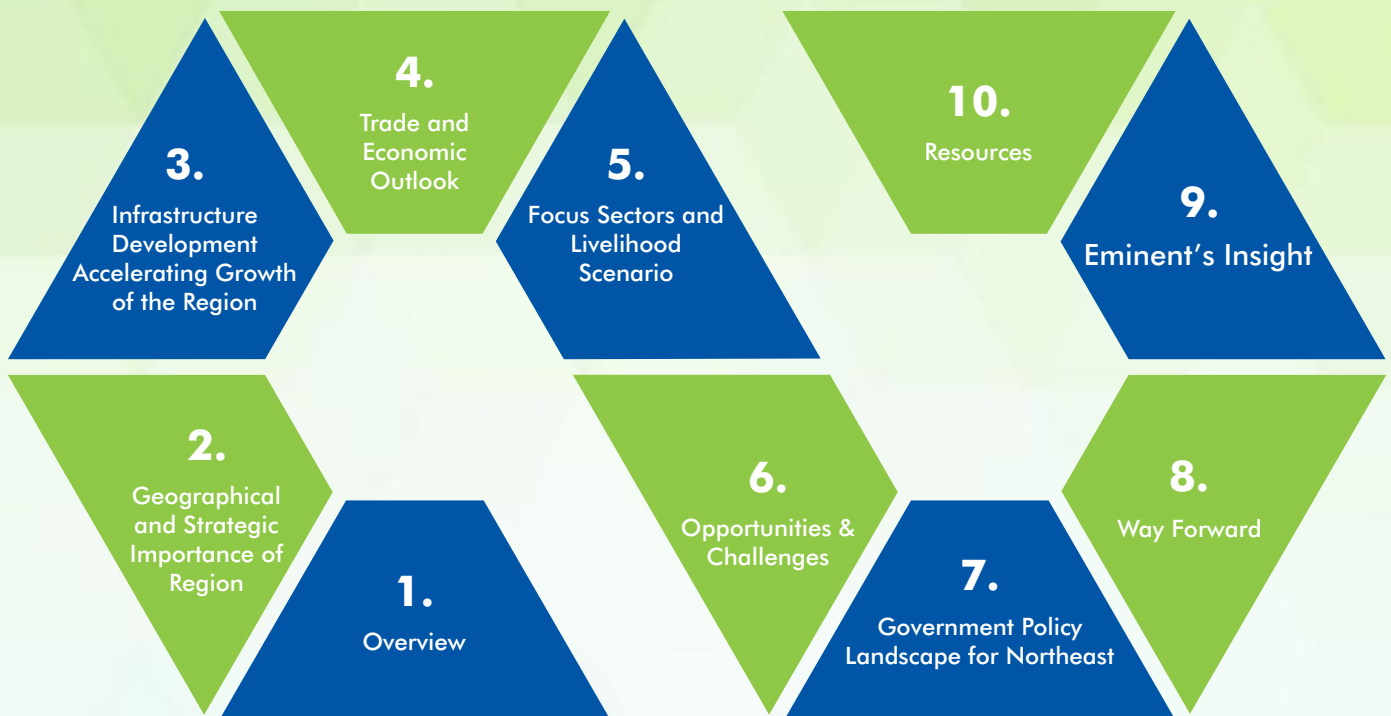 1.
Overview
2.
Geographical
and Strategic
Importance of
Region
3.
Infrastructure
Development
Accelerating Growth
of the Region
4.
Trade and
Economic
Outlook
5.
Focus Sectors and
Livelihood
Scenario
6.
Opportunities &
Challenges
7.
Government Policy
Landscape for Northeast
8.
Way Forward
9.
Eminent’s Insight
10.
Resources